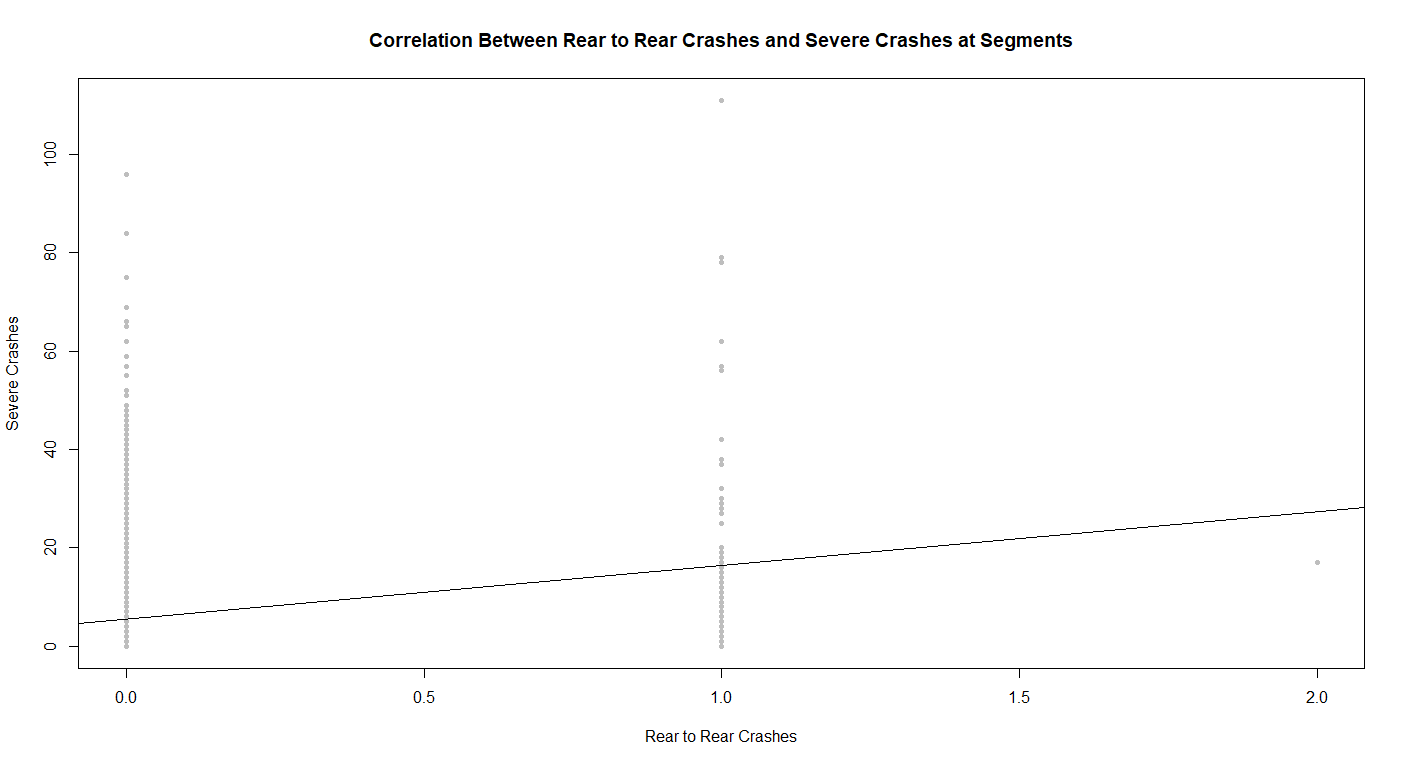 Correlation Between Rear to Rear Crashes and Severe Crashes at Segments
Severe Crashes
100
80
60
40
20
0
0.0 0.5 1.0 1.5 2.0
Rear to Rear Crashes